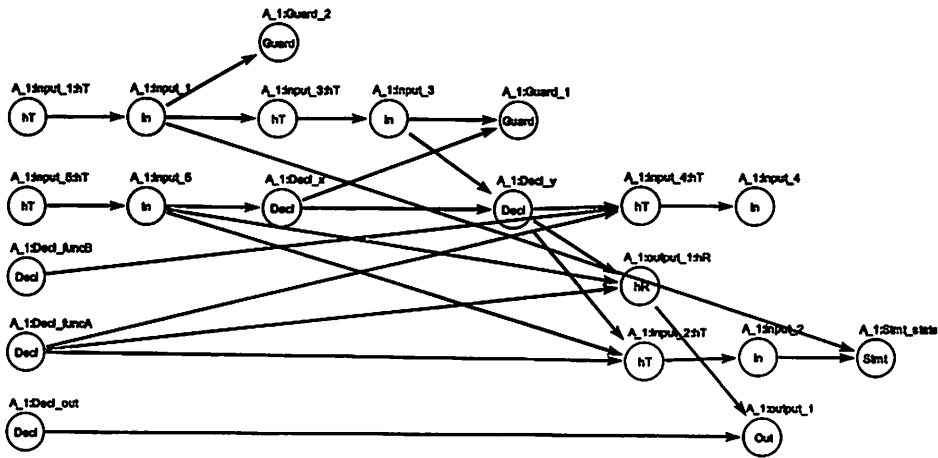 A_1:Guard_2
Guard
A_1:Input_1:hT
A_1:Input_1
A_1:Input_3:hT
A_1:Input_3
A_1:Guard_1
hT
In
hT
In
Guard
A_1:Input_5:hT
A_1:Input_5
A_1:Decl_x
A_1:Decl_y
A_1:Input_4:hT
A_1:Input_4
hT
In
Decl
Decl
hT
In
A_1:Decl_funcB
Decl
A_1:output_1:hR
hR
A_1:Decl_funcA
Decl
A_1:Input_2:hT
A_1:Input_2
A_1:Stmt_state
hT
In
Stmt
A_1:Decl_out
Decl
A_1:output_1
Out